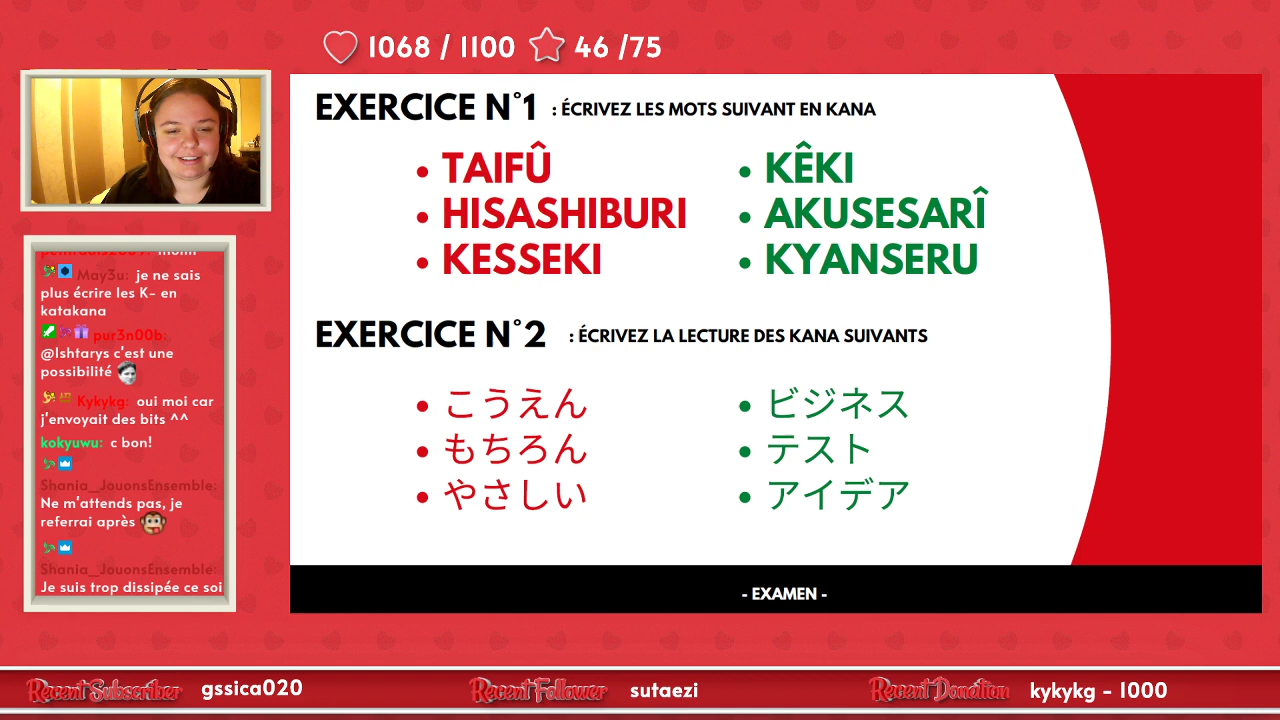 1068 / 1100 46 /75
EXERCICE N°1 : ÉCRIVEZ LES MOTS SUIVANT EN KANA
• TAIFÛ
• HISASHIBURI
• KESSEKI
• KÊKI
• AKUSESARÎ
• KYANSERU
EXERCICE N°2 : ÉCRIVEZ LA LECTURE DES KANA SUIVANTS
• こうえん
• もちろん
• やさしい
• ビジネス
• テスト
• アイデア
- EXAMEN -
May3u: je ne sais
plus écrire les K- en
katakana
pur3n00b:
@Ishtarys c'est une
possibilité
Kykykg: oui moi car
j'envoyait des bits ^^
kokyuwu: c bon!
Shania_JouonsEnsemble:
Ne m'attends pas, je
referrai après
Shania_JouonsEnsemble:
Je suis trop dissipée ce soi
Recent Subscriber gssica020
Recent Follower sutaezi
Recent Donation kykykg - 1000